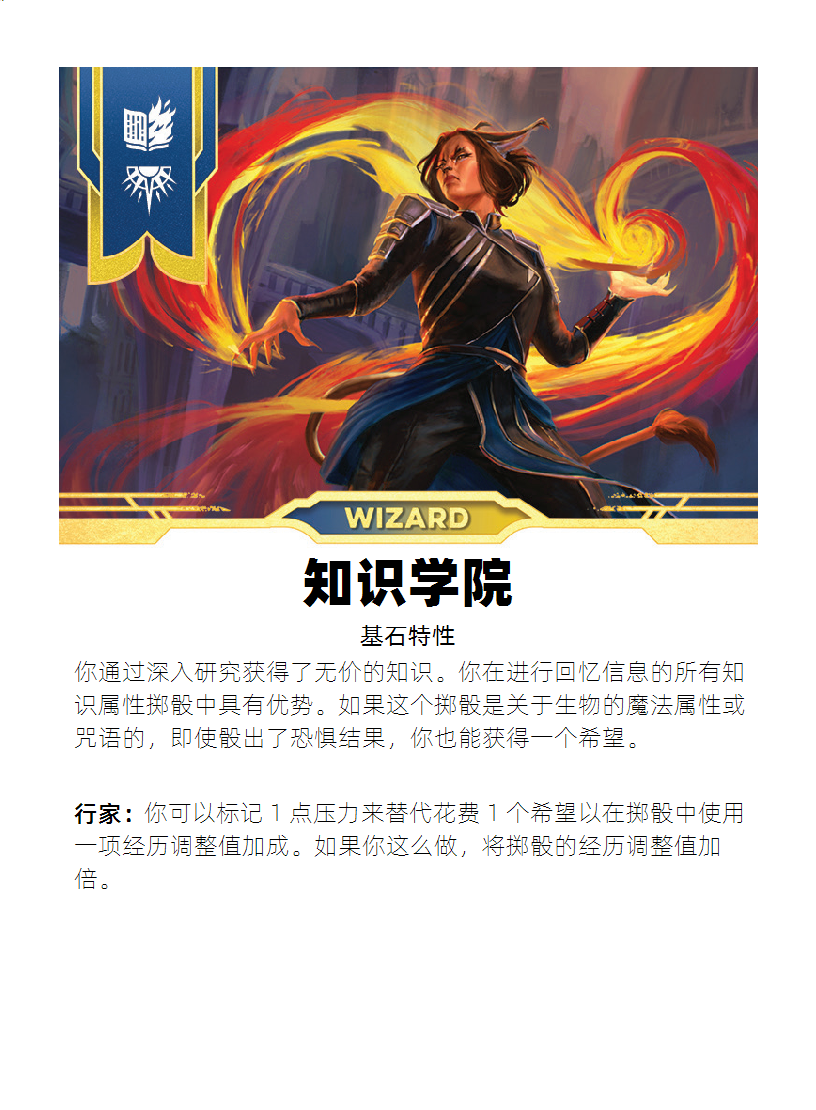 WIZARD
知识学院
基石特性
你通过深入研究获得了无价的知识。你在进行回忆信息的所有知
识属性掷骰中具有优势。如果这个掷骰是关于生物的魔法属性或
咒语的，即使骰出了恐惧结果，你也能获得一个希望。
行家：你可以标记 1 点压力来替代花费 1 个希望以在掷骰中使用
一项经历调整值加成。如果你这么做，将掷骰的经历调整值加
倍。